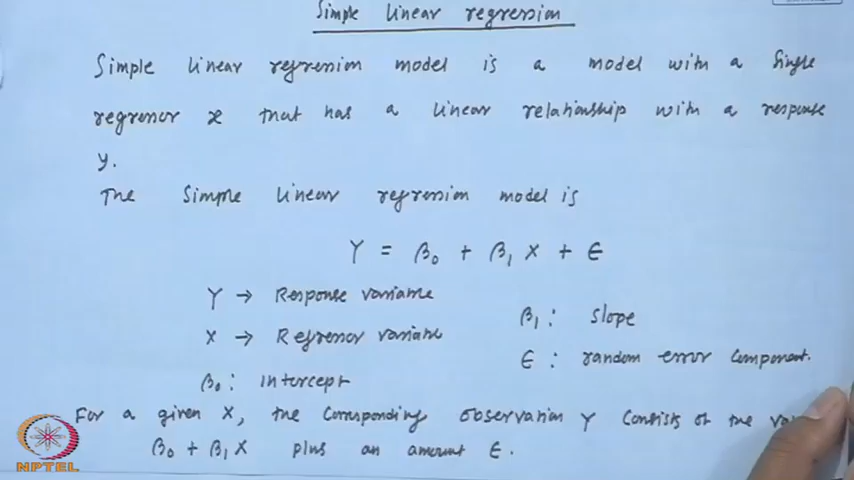 Simple linear regression
Simple linear regression model is a model with a single
regressor x that has a linear relationship with a response
y.
The Simple linear regression model is
Y = β₀ + β₁ X + ε
Y → Response variable
X → Regressor variable
β₀ : intercept
β₁ : slope
ε : random error component.
For a given X, the corresponding observation Y consists of the
β₀ + β₁ X plus an amount ε.
NPTEL